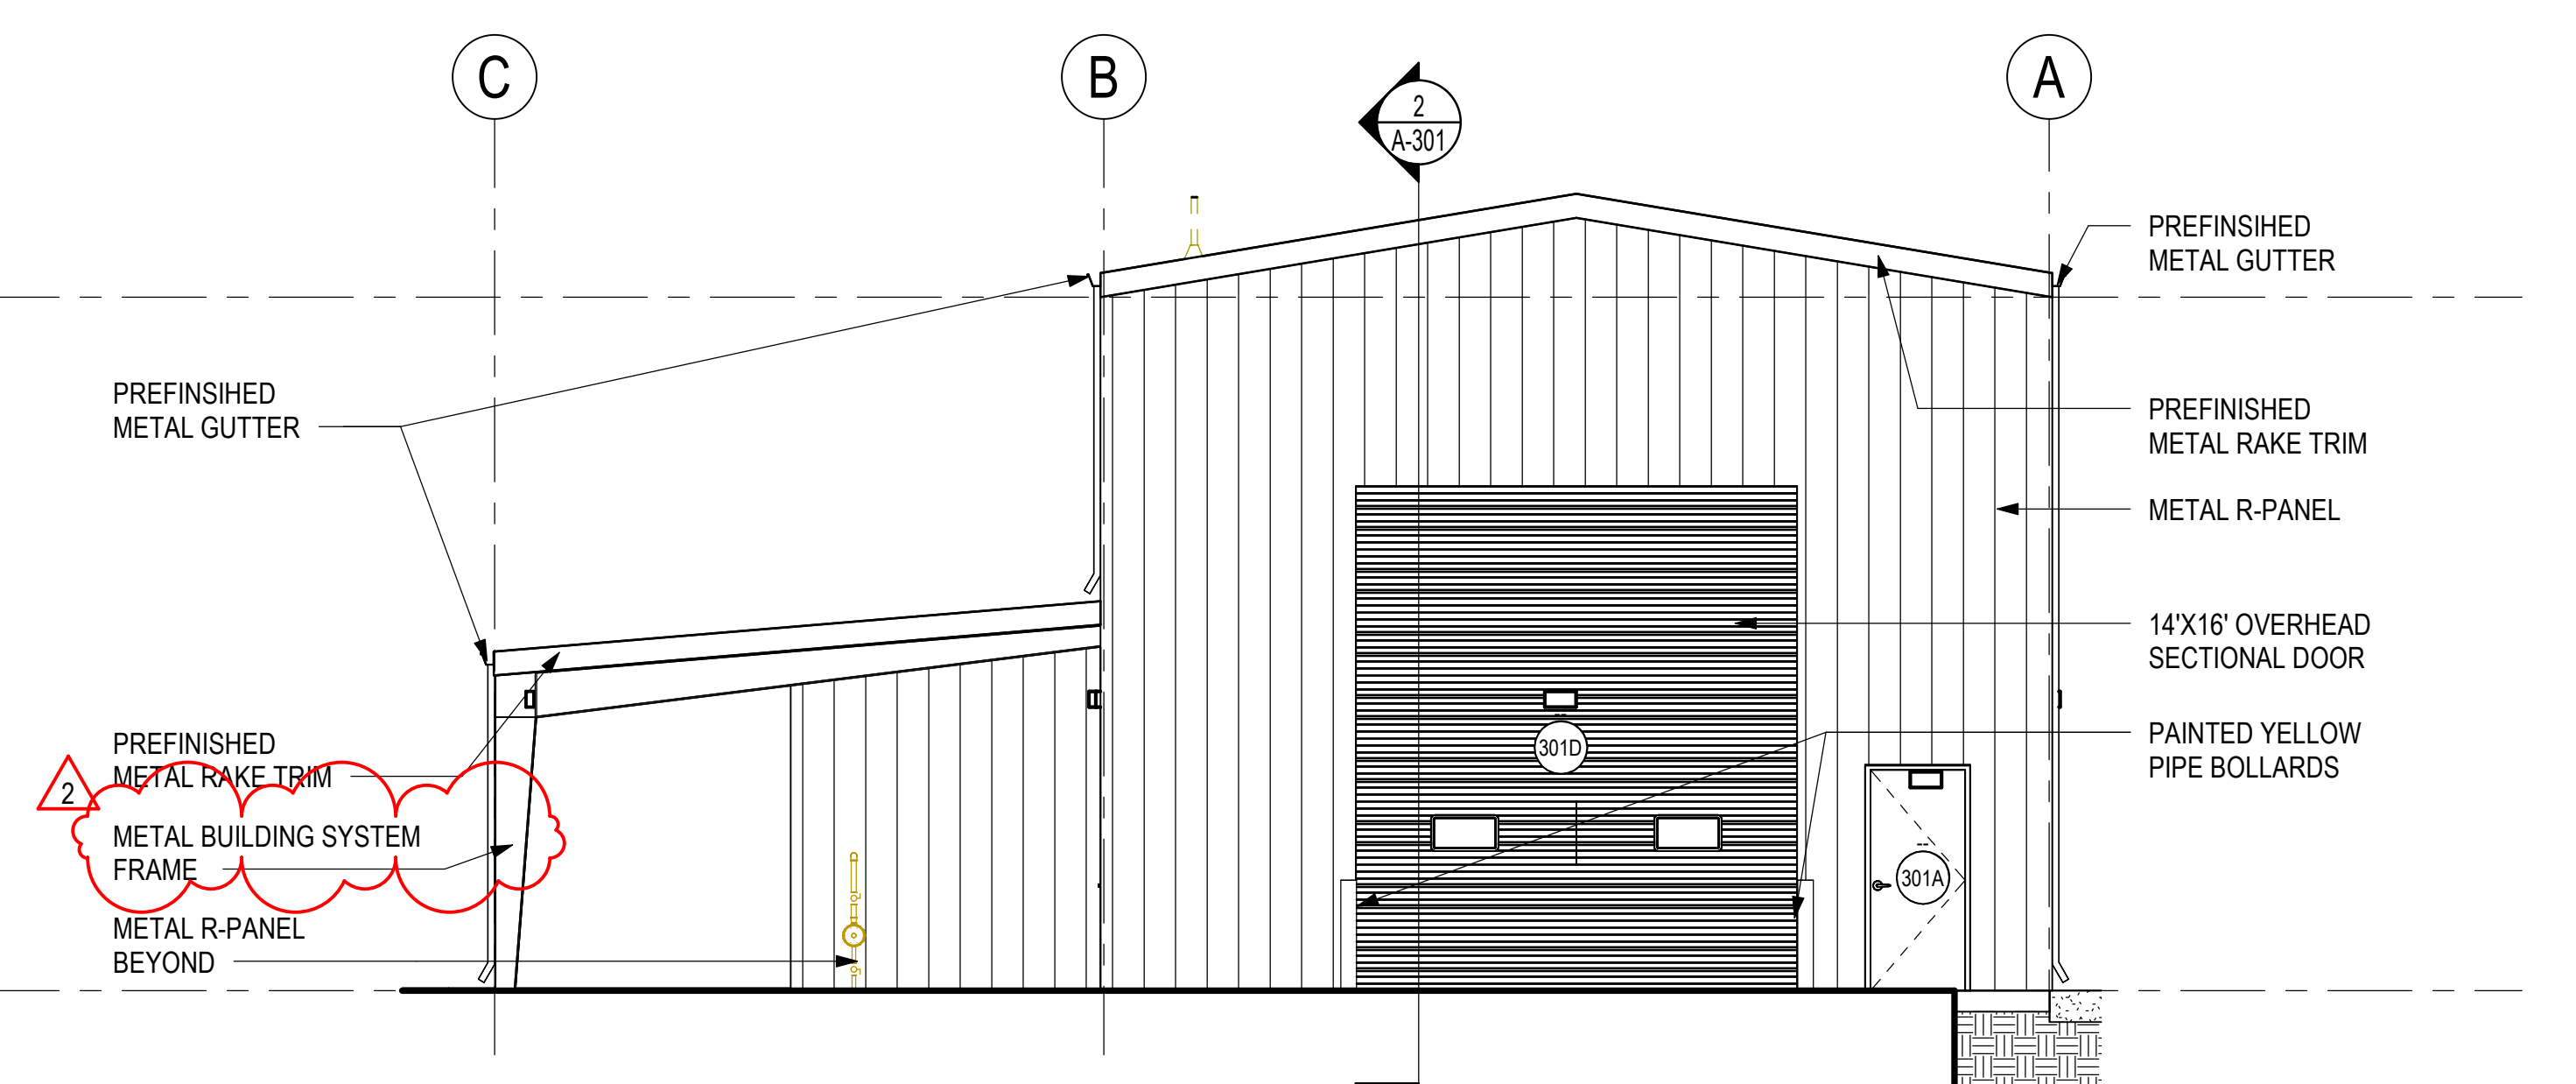 C
B
A
2
A-301
PREFINSIHED
METAL GUTTER
PREFINSIHED
METAL GUTTER
PREFINISHED
METAL RAKE TRIM
METAL R-PANEL
14'X16' OVERHEAD
SECTIONAL DOOR
PREFINISHED
METAL RAKE TRIM
PAINTED YELLOW
PIPE BOLLARDS
301D
2
METAL BUILDING SYSTEM
FRAME
301A
METAL R-PANEL
BEYOND